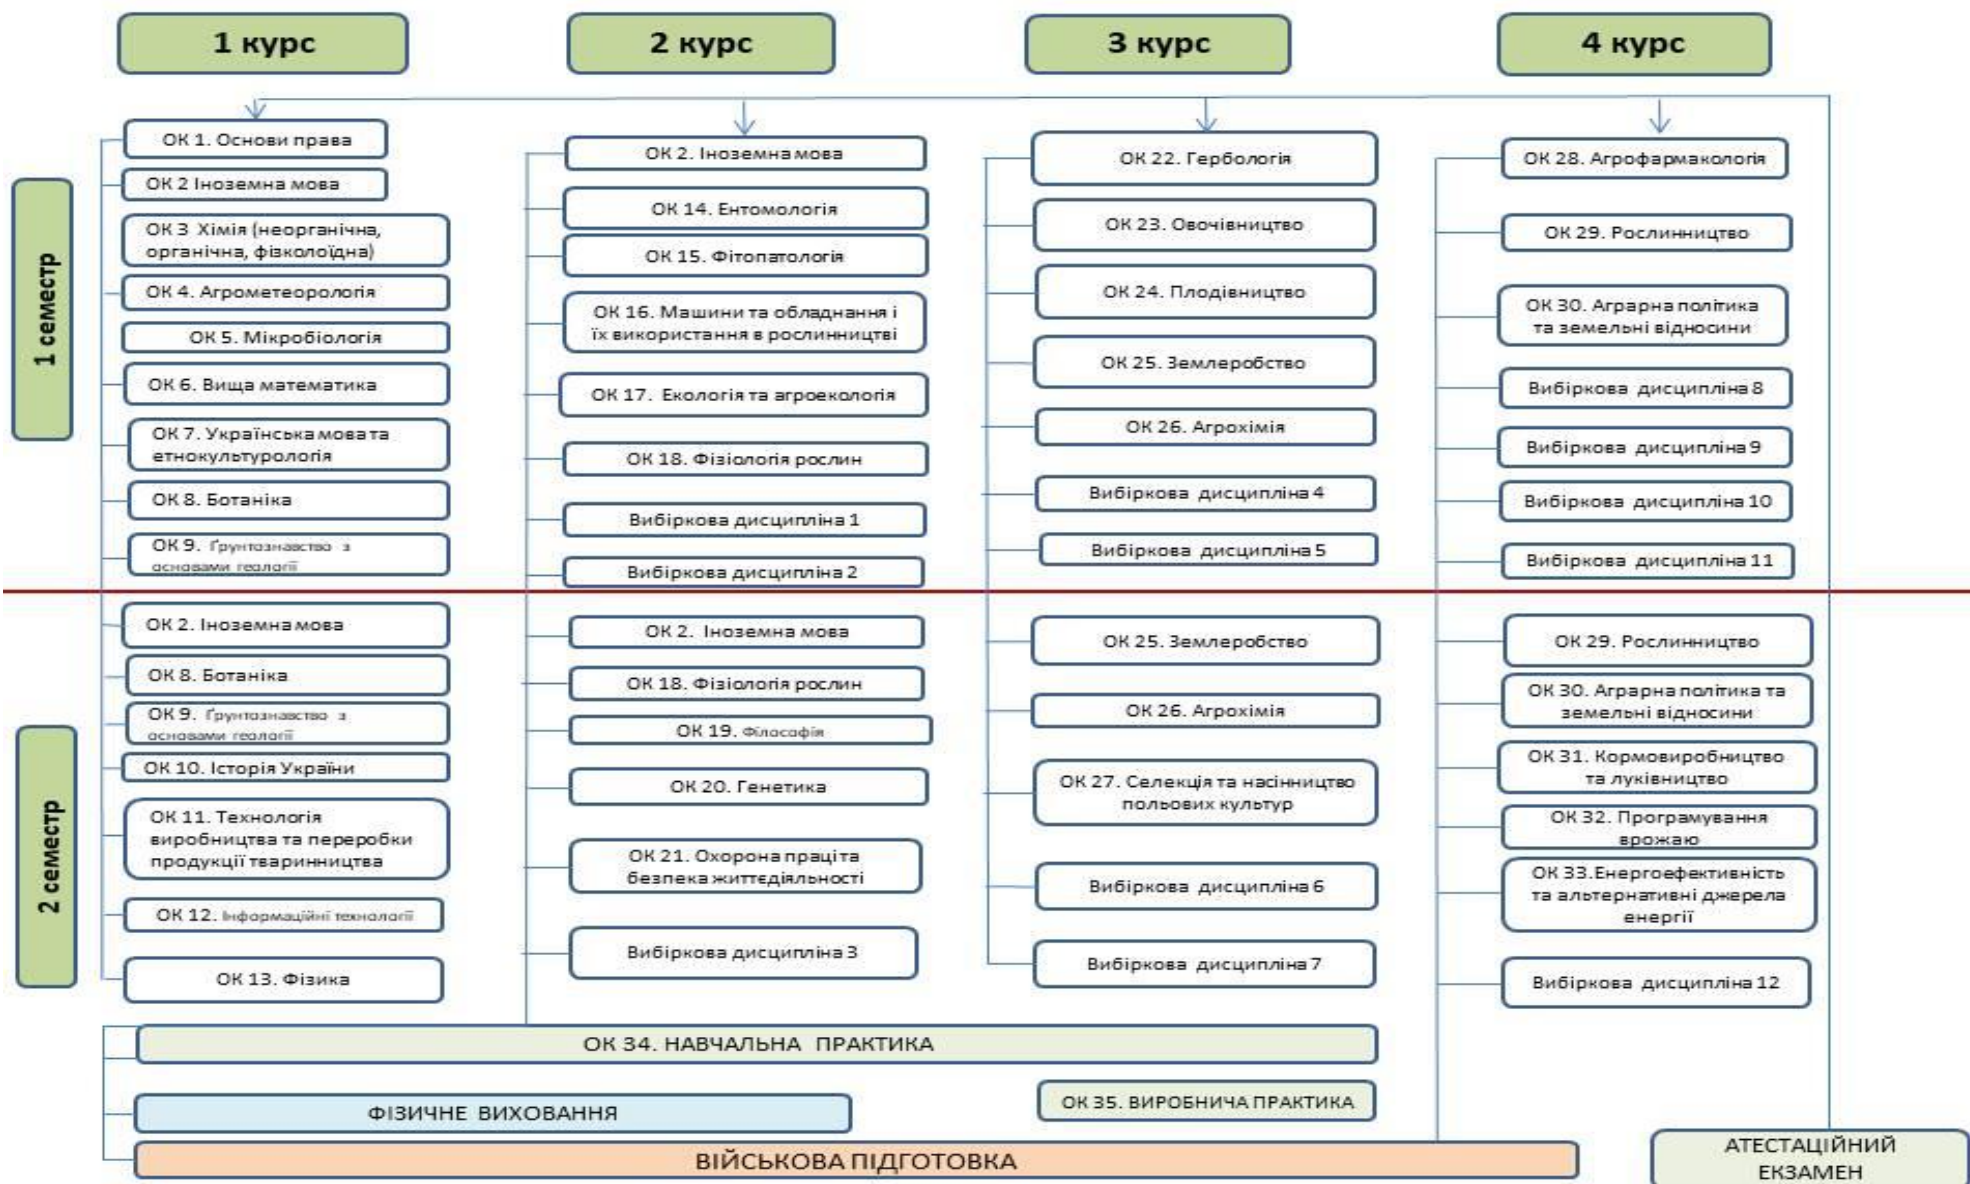 1 курс
2 курс
3 курс
4 курс
1 семестр
ОК 1. Основи права
ОК 2 Іноземна мова
ОК 3 Хімія (неорганічна,
органічна, фізколоїдна)
ОК 4. Агрометеорологія
ОК 5. Мікробіологія
ОК 6. Вища математика
ОК 7. Українська мова та
етнокультурологія
ОК 8. Ботаніка
ОК 9. Ґрунтознавство з
основами геології
ОК 2. Іноземна мова
ОК 14. Ентомологія
ОК 15. Фітопатологія
ОК 16. Машини та обладнання і
їх використання в рослинництві
ОК 17. Екологія та агроекологія
ОК 18. Фізіологія рослин
Вибіркова дисципліна 1
Вибіркова дисципліна 2
ОК 22. Гербологія
ОК 23. Овочівництво
ОК 24. Плодівництво
ОК 25. Землеробство
ОК 26. Агрохімія
Вибіркова дисципліна 4
Вибіркова дисципліна 5
ОК 28. Агрофармакологія
ОК 29. Рослинництво
ОК 30. Аграрна політика
та земельні відносини
Вибіркова дисципліна 8
Вибіркова дисципліна 9
Вибіркова дисципліна 10
Вибіркова дисципліна 11
2 семестр
ОК 2. Іноземна мова
ОК 8. Ботаніка
ОК 9. Ґрунтознавство з
основами геології
ОК 10. Історія України
ОК 11. Технологія
виробництва та переробки
продукції тваринництва
ОК 12. Інформаційні технології
ОК 13. Фізика
ОК 2. Іноземна мова
ОК 18. Фізіологія рослин
ОК 19. Філософія
ОК 20. Генетика
ОК 21. Охорона праці та
безпека життєдіяльності
Вибіркова дисципліна 3
ОК 25. Землеробство
ОК 26. Агрохімія
ОК 27. Селекція та насінництво
польових культур
Вибіркова дисципліна 6
Вибіркова дисципліна 7
ОК 29. Рослинництво
ОК 30. Аграрна політика та
земельні відносини
ОК 31. Кормовиробництво
та луківництво
ОК 32. Програмування
врожаю
ОК 33.Енергоефективність
та альтернативні джерела
енергії
Вибіркова дисципліна 12
ОК 34. НАВЧАЛЬНА ПРАКТИКА
ФІЗИЧНЕ ВИХОВАННЯ
ОК 35. ВИРОБНИЧА ПРАКТИКА
ВІЙСЬКОВА ПІДГОТОВКА
АТЕСТАЦІЙНИЙ
ЕКЗАМЕН